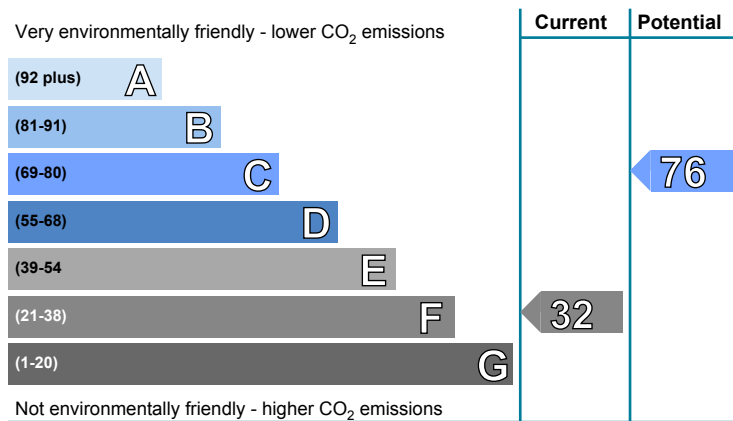 Very environmentally friendly - lower CO2 emissions
Current
Potential
(92 plus) A
(81-91) B
(69-80) C
76
(55-68) D
(39-54 E
(21-38) F
32
(1-20) G
Not environmentally friendly - higher CO2 emissions